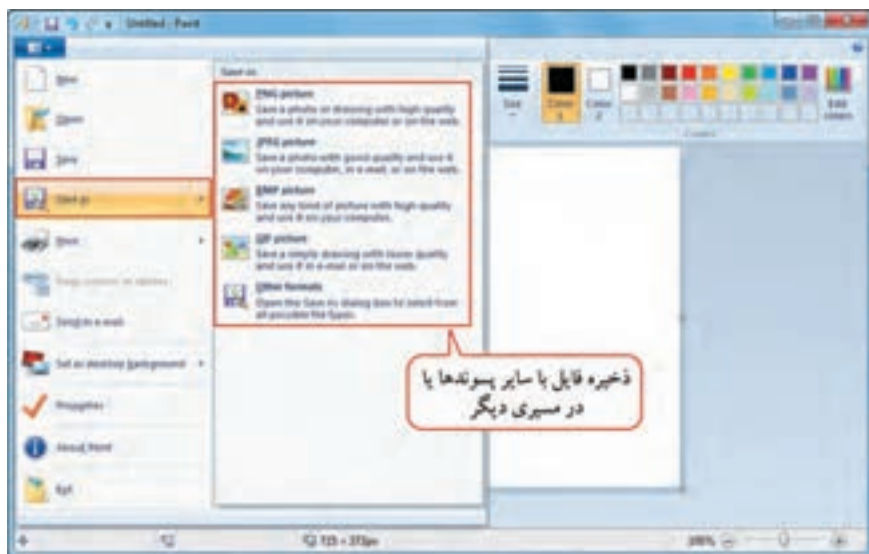 Untitled - Paint
New
Open
Save
Save as
Print
From scanner or camera
Send in e-mail
Set as desktop background
Properties
About Paint
Exit
Save as
PNG picture
Save a photo or drawing with high quality
and use it on your computer or on the web.
JPEG picture
Save a photo with good quality and use it
on your computer, in e-mail, or on the web.
BMP picture
Save any kind of picture with high quality
and use it on your computer.
GIF picture
Save a simple drawing with lower quality
and use it in e-mail or on the web.
Other formats
Open the Save As dialog box to select from
all possible file types.
Size
Color
1
Color
2
Edit
colors
Colors
ذخیره فایل با سایر پسوندها یا
در مسیری دیگر
100%